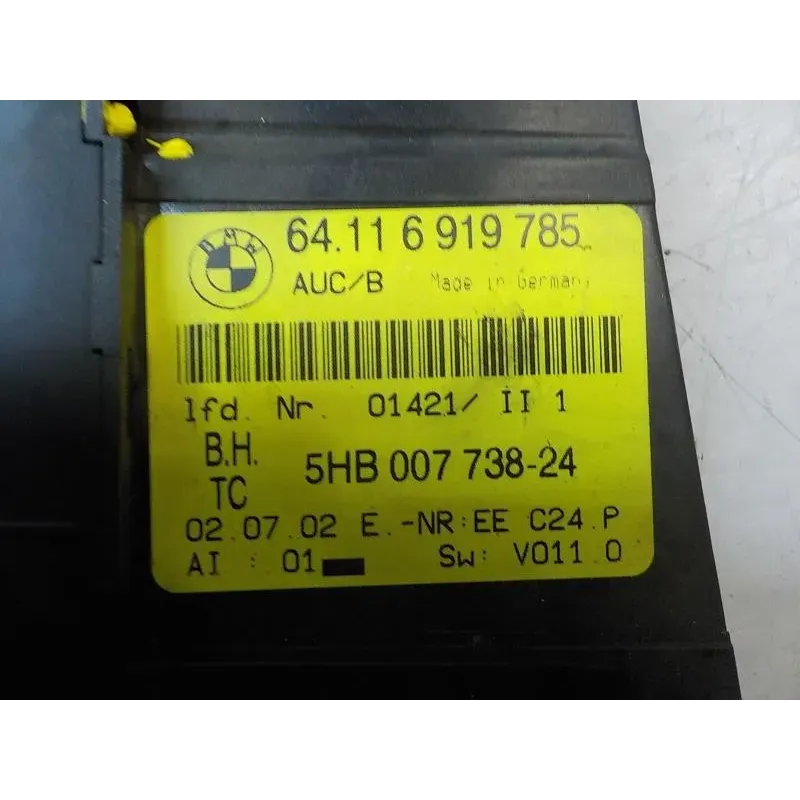 BMW
64.11 6 919 785
AUC/B Made in Germany
lfd. Nr. 01421/ II 1
B.H. 5HB 007 738-24
TC
02.07.02 E.-NR:EE C24.P
AI : 01 Sw: V011.0